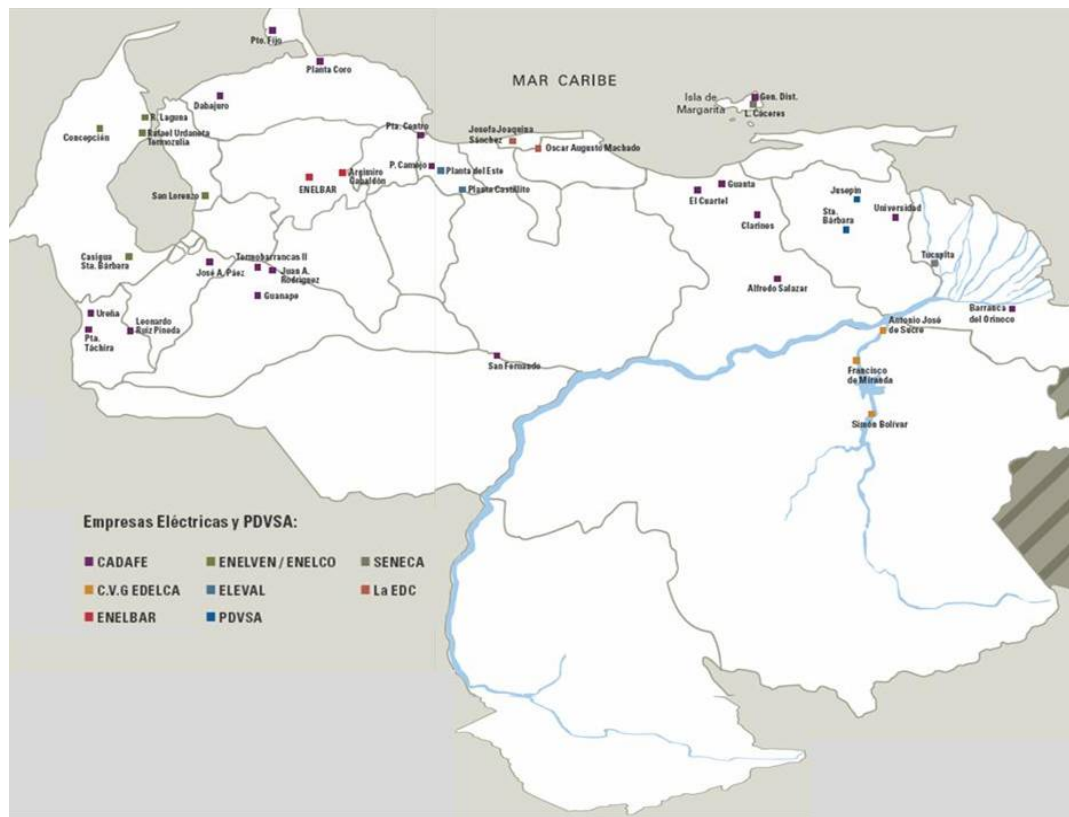 Pto. Fijo
Planta Coro
MAR CARIBE
Isla de
Margarita
Gen. Dist.
L. Cáceres
Dabajuro
R. Laguna
Concepción
Rafael Urdaneta
Termozulia
Pta. Centro
Josefa Joaquina
Sánchez
Oscar Augusto Machado
P. Camejo
Planta del Este
Argimiro
Gabaldón
ENELBAR
Planta Castillito
San Lorenzo
Guanta
El Cuartel
Clarines
Jusepin
Sta.
Bárbara
Universidad
Tucupita
Casigua
Sta. Bárbara
José A. Páez
Termobarrancas II
Juan A.
Rodríguez
Guanapa
Alfredo Salazar
Ureña
Pta.
Táchira
Leonardo
Ruiz Pineda
Barranca
del Orinoco
Antonio José
de Sucre
San Fernando
Francisco
de Miranda
Simón Bolívar
Empresas Eléctricas y PDVSA:
CADAFE
ENELVEN / ENELCO
SENECA
C.V.G EDELCA
ELEVAL
La EDC
ENELBAR
PDVSA